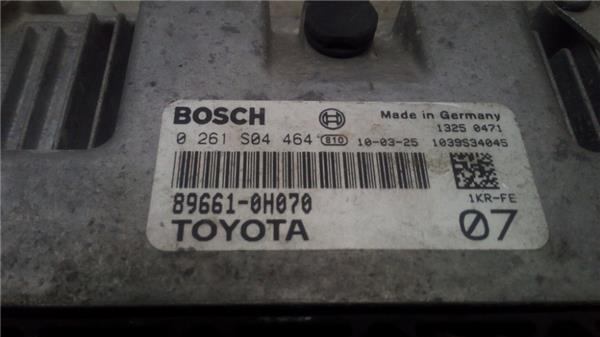 BOSCH Made in Germany
1325 0471
0 261 S04 464 810 10-03-25 1039S34045
89661-0H070 1KR-FE
TOYOTA 07